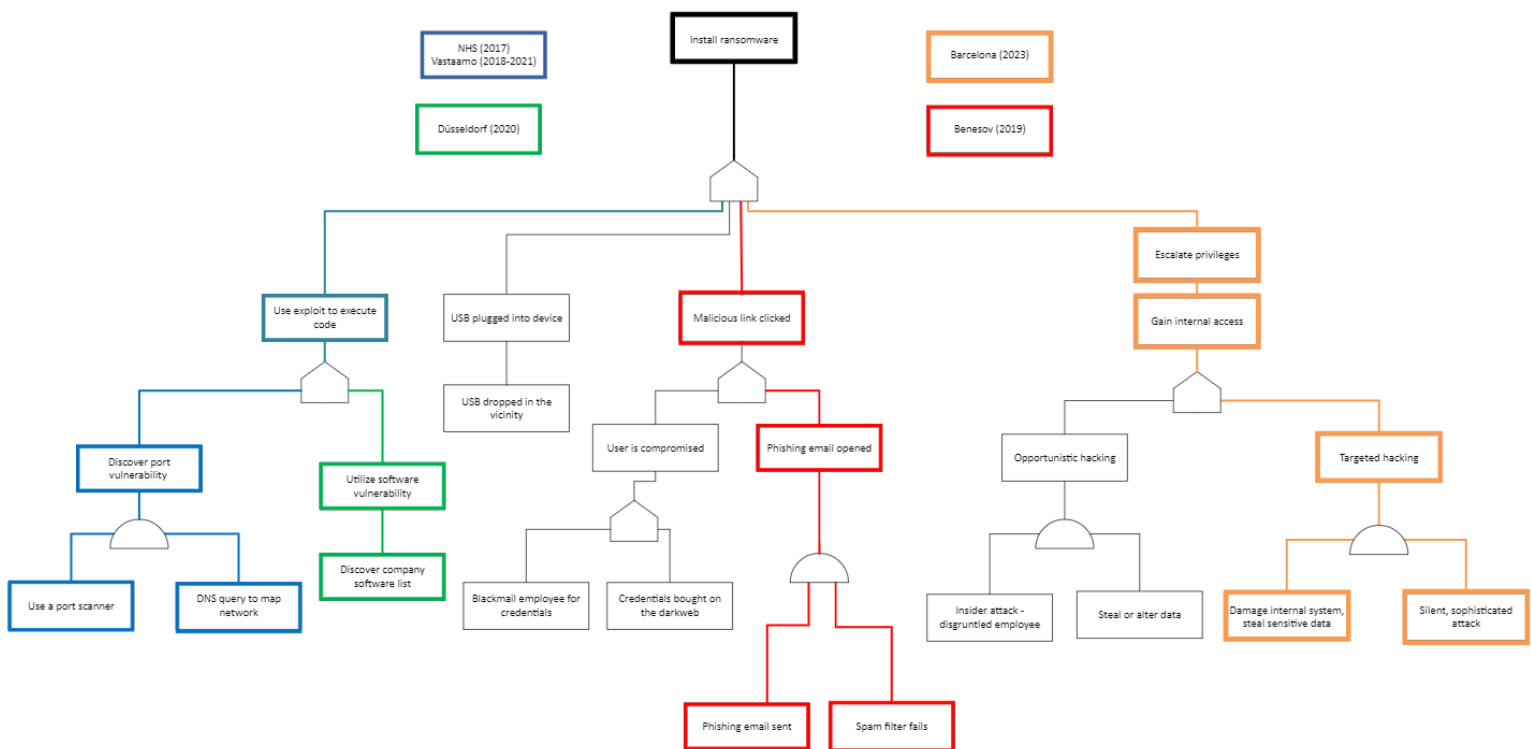 NHS (2017)
Vastaamo (2018-2021)
Install ransomware
Barcelona (2023)
Düsseldorf (2020)
Benesov (2019)
Escalate privileges
Use exploit to execute
code
USB plugged into device
Malicious link clicked
Gain internal access
USB dropped in the
vicinity
Discover port
vulnerability
User is compromised
Phishing email opened
Opportunistic hacking
Targeted hacking
Utilize software
vulnerability
Discover company
software list
Use a port scanner
DNS query to map
network
Blackmail employee for
credentials
Credentials bought on
the darkweb
Insider attack -
disgruntled employee
Steal or alter data
Damage internal system,
steal sensitive data
Silent, sophisticated
attack
Phishing email sent
Spam filter fails